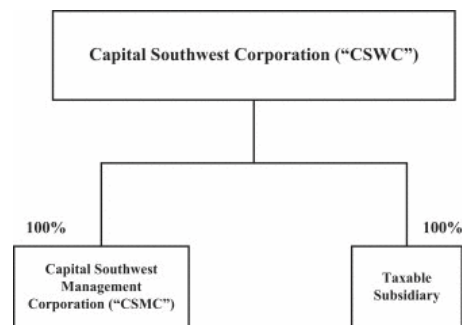 Capital Southwest Corporation (“CSWC”)
100%
100%
Capital Southwest
Management
Corporation (“CSMC”)
Taxable
Subsidiary